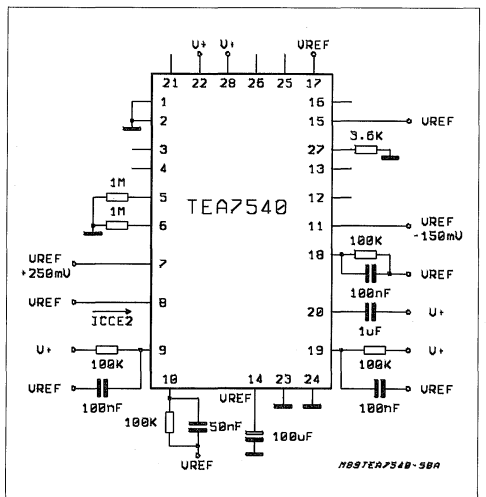 V+ V+ VREF
21 22 28 26 25 17
1 16
2 15 VREF
3 27 3.6K
4 13
1M 5 TEA7540 12
1M 6 11 VREF
-150mV
VREF 7 18 100K
+250mV
VREF 8 100nF VREF
ICCE2 20 1uF V+
V+ 100K 9 19 100K V+
VREF 100nF 100nF VREF
10 14 23 24
VREF
100K 50nF 100uF
VREF
M89TEA7540-58A